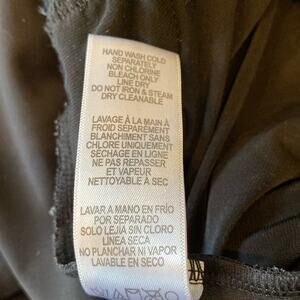 HAND WASH COLD
SEPARATELY
NON CHLORINE
BLEACH ONLY
LINE DRY
DO NOT IRON & STEAM
DRY CLEANABLE
LAVAGE À LA MAIN À
FROID SÉPARÉMENT
BLANCHIMENT SANS
CHLORE UNIQUEMENT
SÉCHAGE EN LIGNE
NE PAS REPASSER
ET VAPEUR
NETTOYABLE À SEC
LAVAR A MANO EN FRÍO
POR SEPARADO
SOLO LEJÍA SIN CLORO
LINEA SECA
NO PLANCHAR NI VAPOR
LAVABLE EN SECO